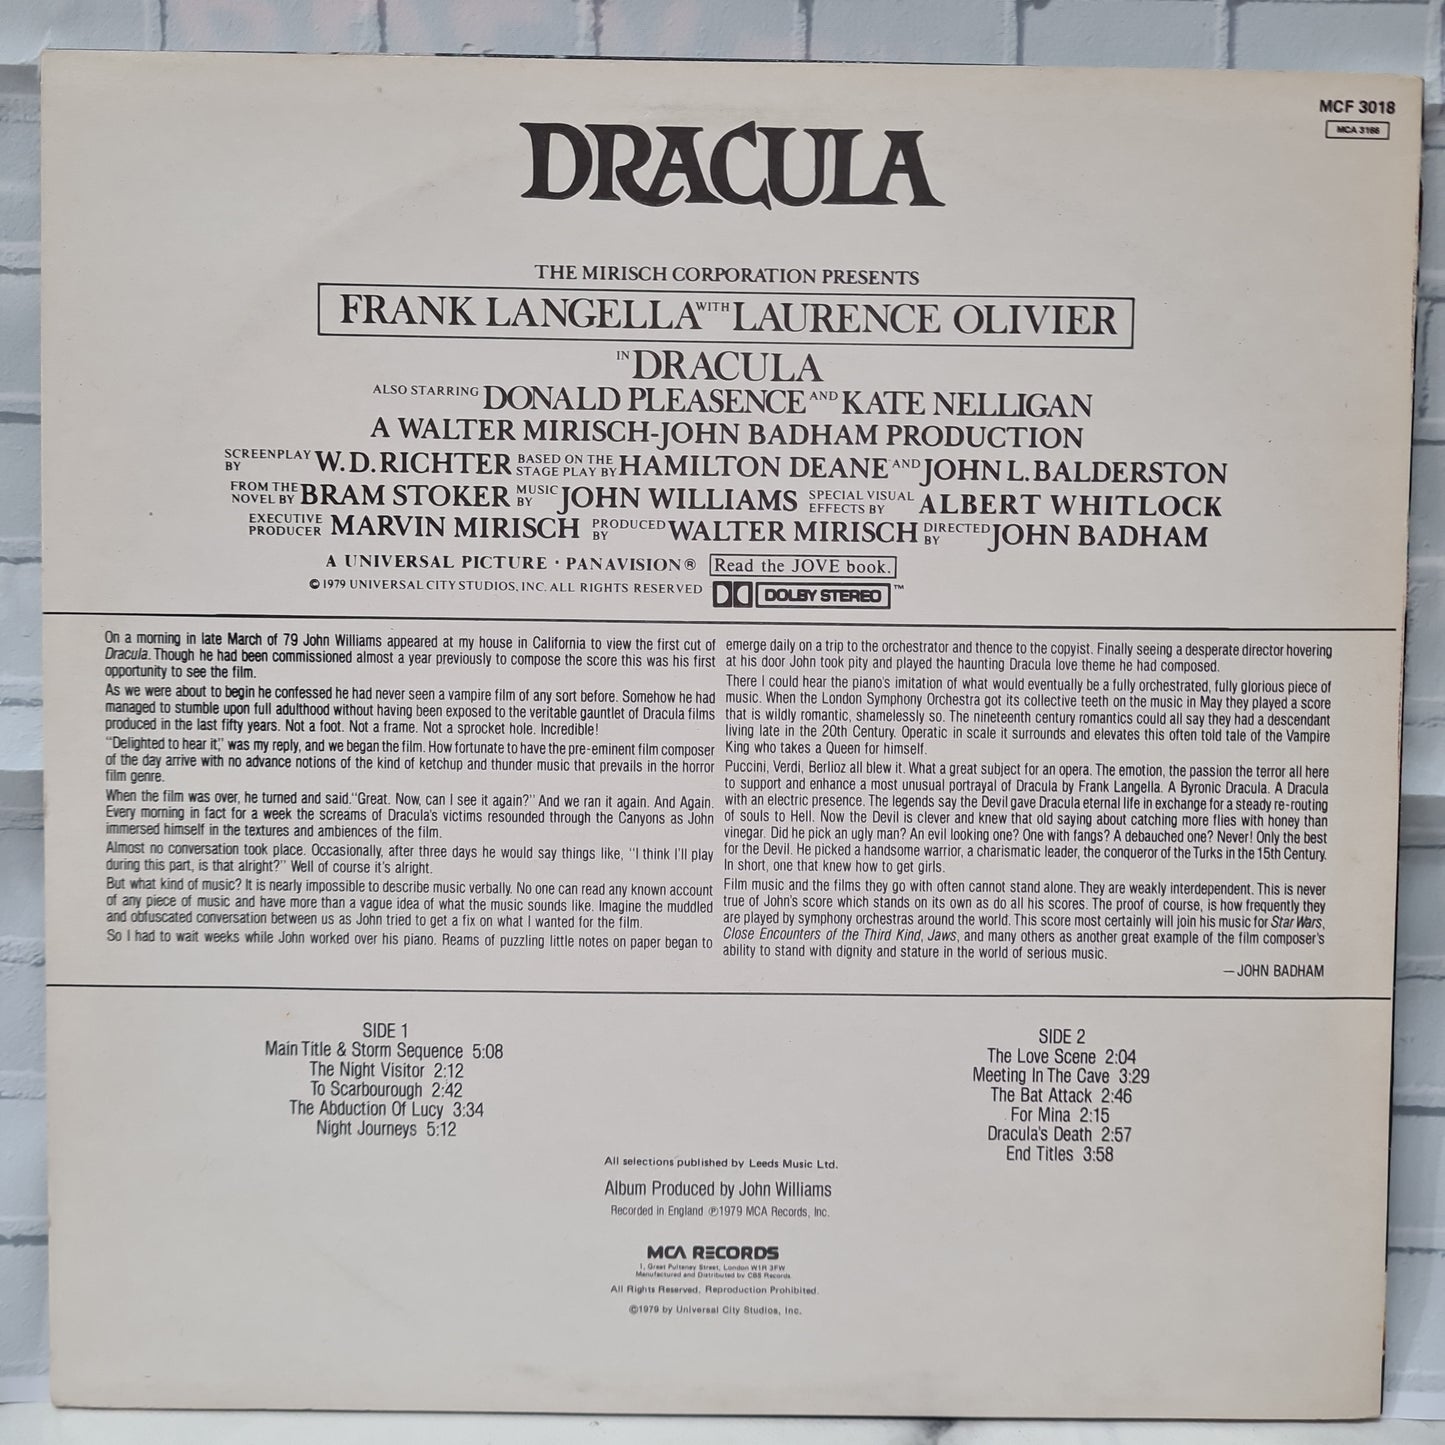 MCF 3018
MCA 3166
DRACULA
THE MIRISCH CORPORATION PRESENTS
FRANK LANGELLA WITH LAURENCE OLIVIER
IN DRACULA
ALSO STARRING DONALD PLEASENCE AND KATE NELLIGAN
A WALTER MIRISCH-JOHN BADHAM PRODUCTION
SCREENPLAY BY W.D. RICHTER BASED ON THE STAGE PLAY BY HAMILTON DEANE AND JOHN L. BALDERSTON
FROM THE NOVEL BY BRAM STOKER MUSIC BY JOHN WILLIAMS SPECIAL VISUAL EFFECTS BY ALBERT WHITLOCK
EXECUTIVE PRODUCER MARVIN MIRISCH PRODUCED BY WALTER MIRISCH DIRECTED BY JOHN BADHAM
A UNIVERSAL PICTURE · PANAVISION® Read the JOVE book.
©1979 UNIVERSAL CITY STUDIOS, INC. ALL RIGHTS RESERVED DOLBY STEREO ™
On a morning in late March of 79 John Williams appeared at my house in California to view the first cut of
Dracula. Though he had been commissioned almost a year previously to compose the score this was his first
opportunity to see the film.
As we were about to begin he confessed he had never seen a vampire film of any sort before. Somehow he had
managed to stumble upon full adulthood without having been exposed to the veritable gauntlet of Dracula films
produced in the last fifty years. Not a foot. Not a frame. Not a sprocket hole. Incredible!
"Delighted to hear it," was my reply, and we began the film. How fortunate to have the pre-eminent film composer
of the day arrive with no advance notions of the kind of ketchup and thunder music that prevails in the horror
film genre.
When the film was over, he turned and said."Great. Now, can I see it again?" And we ran it again. And Again.
Every morning in fact for a week the screams of Dracula's victims resounded through the Canyons as John
immersed himself in the textures and ambiences of the film.
Almost no conversation took place. Occasionally, after three days he would say things like, "I think I'll play
during this part, is that alright?" Well of course it's alright.
But what kind of music? It is nearly impossible to describe music verbally. No one can read any known account
of any piece of music and have more than a vague idea of what the music sounds like. Imagine the muddled
and obfuscated conversation between us as John tried to get a fix on what I wanted for the film.
So I had to wait weeks while John worked over his piano. Reams of puzzling little notes on paper began to
emerge daily on a trip to the orchestrator and thence to the copyist. Finally seeing a desperate director hovering
at his door John took pity and played the haunting Dracula love theme he had composed.
There I could hear the piano's imitation of what would eventually be a fully orchestrated, fully glorious piece of
music. When the London Symphony Orchestra got its collective teeth on the music in May they played a score
that is wildly romantic, shamelessly so. The nineteenth century romantics could all say they had a descendant
living late in the 20th Century. Operatic in scale it surrounds and elevates this often told tale of the Vampire
King who takes a Queen for himself.
Puccini, Verdi, Berlioz all blew it. What a great subject for an opera. The emotion, the passion the terror all here
to support and enhance a most unusual portrayal of Dracula by Frank Langella. A Byronic Dracula. A Dracula
with an electric presence. The legends say the Devil gave Dracula eternal life in exchange for a steady re-routing
of souls to Hell. Now the Devil is clever and knew that old saying about catching more flies with honey than
vinegar. Did he pick an ugly man? An evil looking one? One with fangs? A debauched one? Never! Only the best
for the Devil. He picked a handsome warrior, a charismatic leader, the conqueror of the Turks in the 15th Century.
In short, one that knew how to get girls.
Film music and the films they go with often cannot stand alone. They are weakly interdependent. This is never
true of John's score which stands on its own as do all his scores. The proof of course, is how frequently they
are played by symphony orchestras around the world. This score most certainly will join his music for Star Wars,
Close Encounters of the Third Kind, Jaws, and many others as another great example of the film composer's
ability to stand with dignity and stature in the world of serious music.
—JOHN BADHAM
SIDE 1
Main Title & Storm Sequence 5:08
The Night Visitor 2:12
To Scarbourough 2:42
The Abduction Of Lucy 3:34
Night Journeys 5:12
SIDE 2
The Love Scene 2:04
Meeting In The Cave 3:29
The Bat Attack 2:46
For Mina 2:15
Dracula's Death 2:57
End Titles 3:58
All selections published by Leeds Music Ltd.
Album Produced by John Williams
Recorded in England ℗1979 MCA Records, Inc.
MCA RECORDS
1, Great Pulteney Street, London W1R 3FW
Manufactured and Distributed by CBS Records.
All Rights Reserved, Reproduction Prohibited.
©1979 by Universal City Studios, Inc.